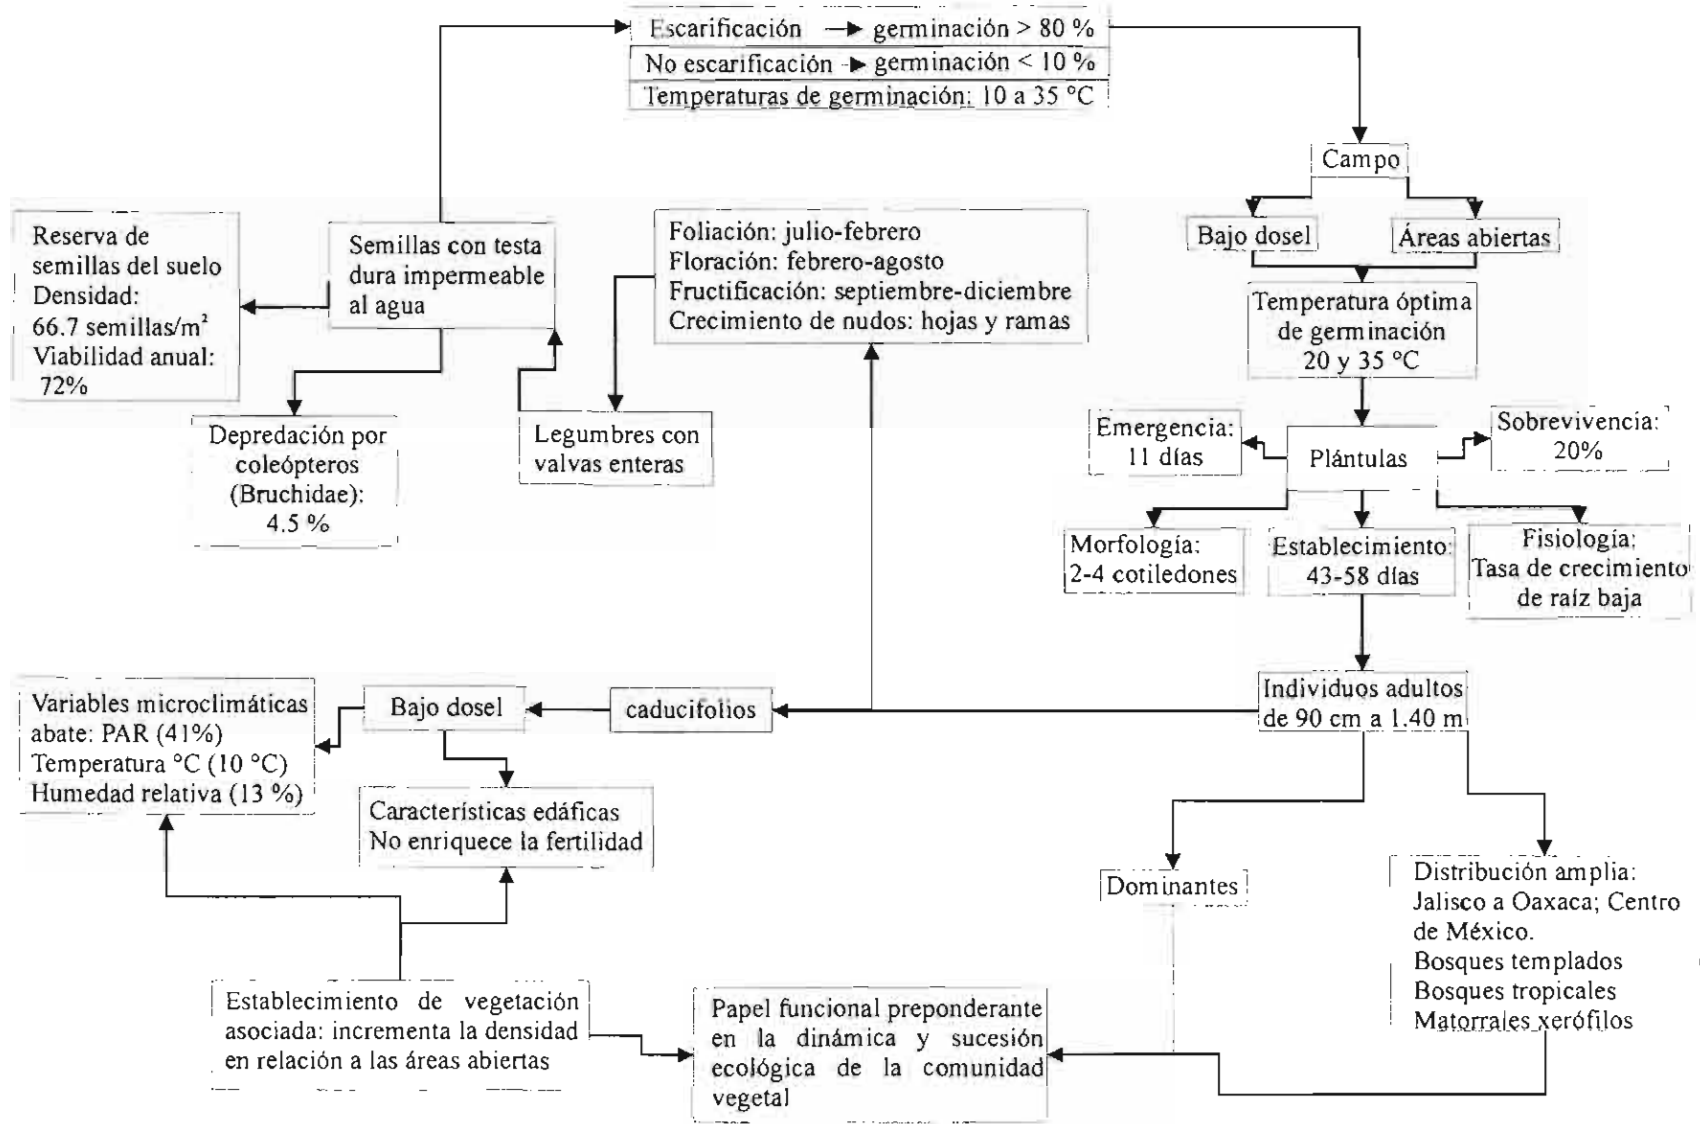 Escarificación → germinación > 80 %
No escarificación → germinación < 10 %
Temperaturas de germinación: 10 a 35 °C
Campo
Bajo dosel
Áreas abiertas
Temperatura óptima
de germinación
20 y 35 °C
Reserva de
semillas del suelo
Densidad:
66.7 semillas/m²
Viabilidad anual:
72%
Semillas con testa
dura impermeable
al agua
Foliación: julio-febrero
Floración: febrero-agosto
Fructificación: septiembre-diciembre
Crecimiento de nudos: hojas y ramas
Depredación por
coleópteros
(Bruchidae):
4.5 %
Legumbres con
valvas enteras
Emergencia:
11 días
Plántulas
Sobrevivencia:
20%
Morfología:
2-4 cotiledones
Establecimiento:
43-58 días
Fisiología:
Tasa de crecimiento
de raíz baja
Individuos adultos
de 90 cm a 1.40 m
caducifolios
Bajo dosel
Variables microclimáticas
abate: PAR (41%)
Temperatura °C (10 °C)
Humedad relativa (13 %)
Características edáficas
No enriquece la fertilidad
Dominantes
Distribución amplia:
Jalisco a Oaxaca; Centro
de México.
Bosques templados
Bosques tropicales
Matorrales xerófilos
Establecimiento de vegetación
asociada: incrementa la densidad
en relación a las áreas abiertas
Papel funcional preponderante
en la dinámica y sucesión
ecológica de la comunidad
vegetal